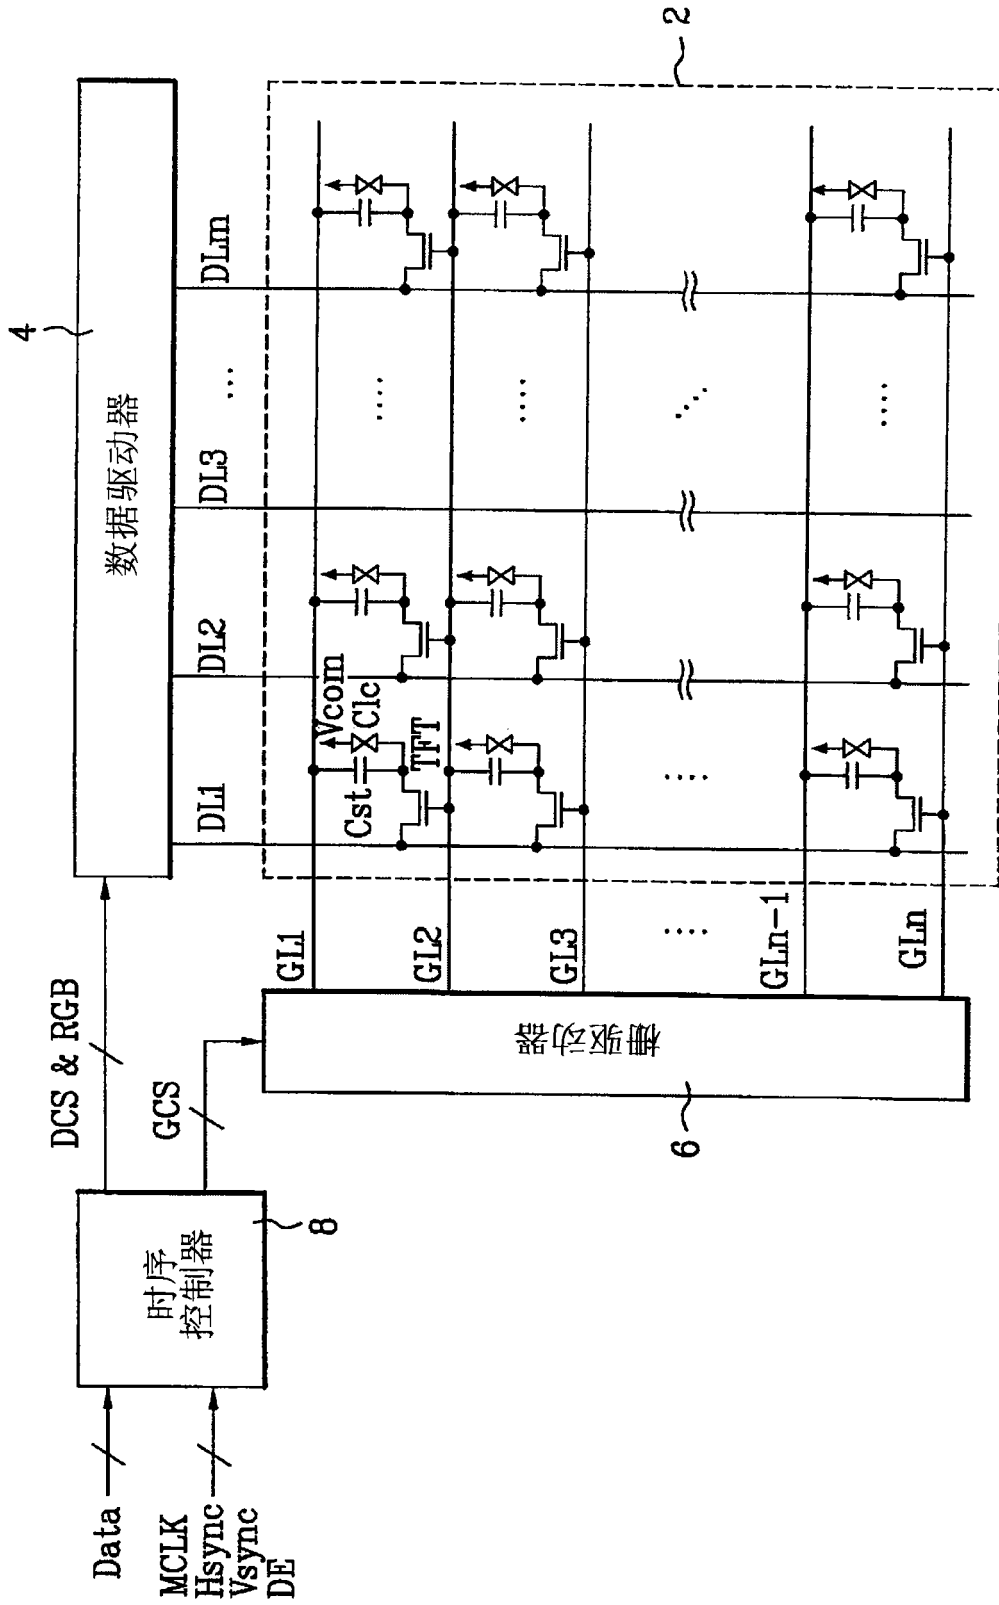 Data
MCLK
Hsync
Vsync
DE
时序
控制器
8
DCS & RGB
GCS
数据驱动器
4
栅驱动器
6
DL1
DL2
DL3
....
DLm
2
GL1
GL2
GL3
....
GLn-1
GLn
Vcom
Clc
Cst
TFT
....
....
....
....
....